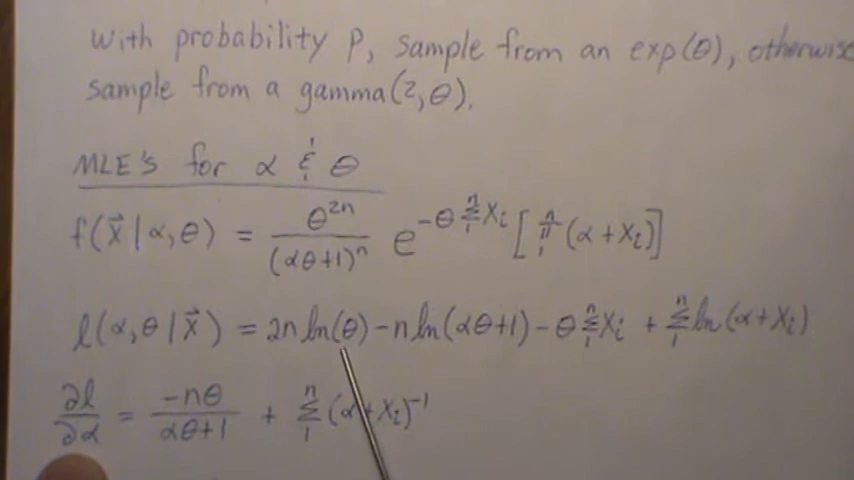 with probability p, sample from an exp(θ), otherwise
sample from a gamma(2,θ).
MLE's for α & θ
f(x⃗|α,θ) = θ^{2n}/(αθ+1)^n e^{-θ Σ_1^n X_i} [Π_1^n (α+X_i)]
l(α,θ|x⃗) = 2n ln(θ) - n ln(αθ+1) - θ Σ_1^n X_i + Σ_1^n ln(α+X_i)
∂l/∂α = -nθ/(αθ+1) + Σ_1^n (α+X_i)^{-1}